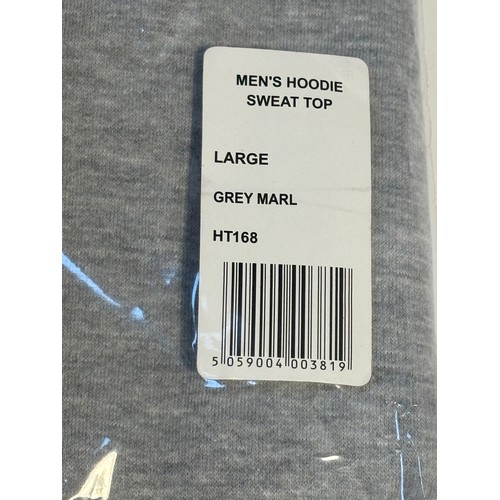 MEN'S HOODIE
SWEAT TOP
LARGE
GREY MARL
HT168
5 059004 003819